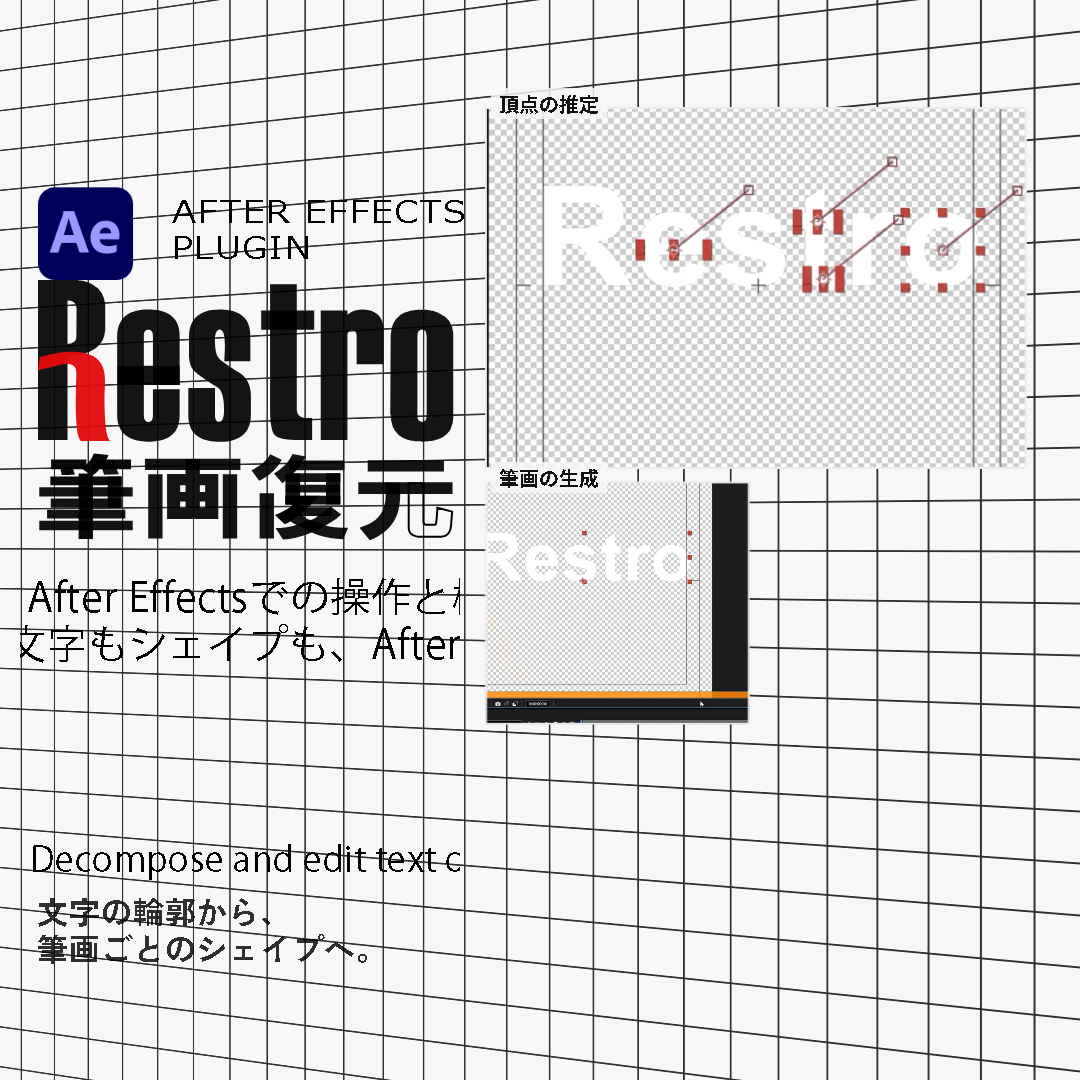 Ae
AFTER EFFECTS
PLUGIN
Restro
筆画復元
After Effectsでの操作と
文字もシェイプも、After
Decompose and edit text
文字の輪郭から、
筆画ごとのシェイプへ。
頂点の推定
Restro
筆画の生成
Restro